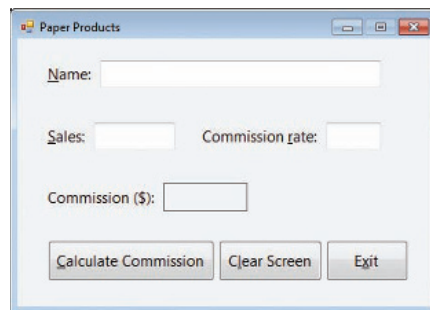 Paper Products
Name:
Sales: Commission rate:
Commission ($):
Calculate Commission Clear Screen Exit